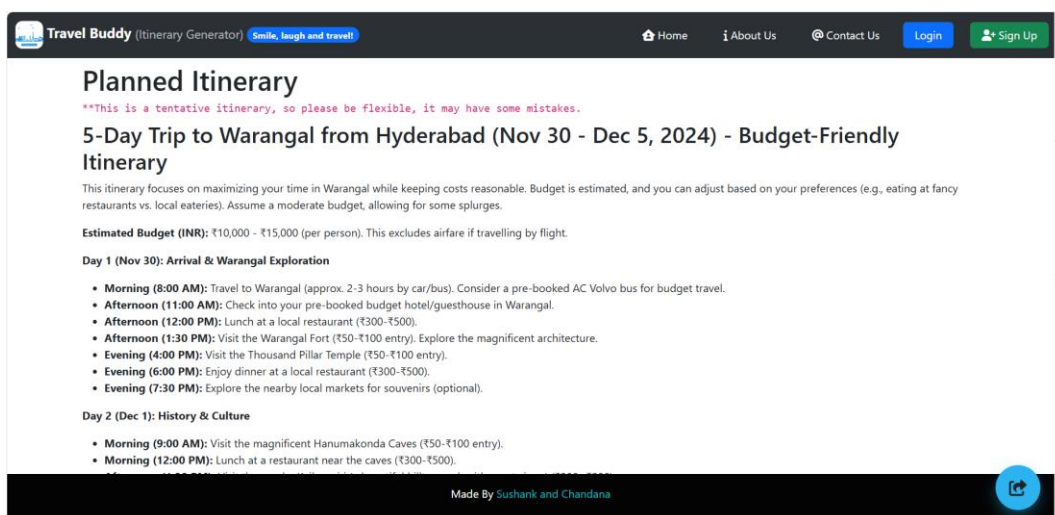 Travel Buddy (Itinerary Generator) Smile, laugh and travel! Home About Us Contact Us Login Sign Up
Planned Itinerary
**This is a tentative itinerary, so please be flexible, it may have some mistakes.
5-Day Trip to Warangal from Hyderabad (Nov 30 - Dec 5, 2024) - Budget-Friendly
Itinerary
This itinerary focuses on maximizing your time in Warangal while keeping costs reasonable. Budget is estimated, and you can adjust based on your preferences (e.g., eating at fancy
restaurants vs. local eateries). Assume a moderate budget, allowing for some splurges.
Estimated Budget (INR): ₹10,000 - ₹15,000 (per person). This excludes airfare if travelling by flight.
Day 1 (Nov 30): Arrival & Warangal Exploration
• Morning (8:00 AM): Travel to Warangal (approx. 2-3 hours by car/bus). Consider a pre-booked AC Volvo bus for budget travel.
• Afternoon (11:00 AM): Check into your pre-booked budget hotel/guesthouse in Warangal.
• Afternoon (12:00 PM): Lunch at a local restaurant (₹300-₹500).
• Afternoon (1:30 PM): Visit the Warangal Fort (₹50-₹100 entry). Explore the magnificent architecture.
• Evening (4:00 PM): Visit the Thousand Pillar Temple (₹50-₹100 entry).
• Evening (6:00 PM): Enjoy dinner at a local restaurant (₹300-₹500).
• Evening (7:30 PM): Explore the nearby local markets for souvenirs (optional).
Day 2 (Dec 1): History & Culture
• Morning (9:00 AM): Visit the magnificent Hanumakonda Caves (₹50-₹100 entry).
• Morning (12:00 PM): Lunch at a restaurant near the caves (₹300-₹500).
Made By Sushank and Chandana